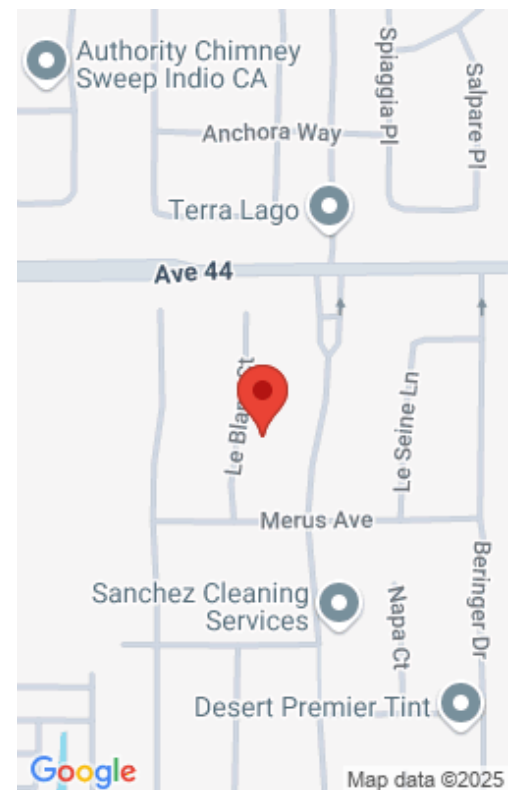 Authority Chimney
Sweep Indio CA
Spiaggia Pl
Salpare Pl
Anchora Way
Terra Lago
Ave 44
Le Seine Ln
Merus Ave
Sanchez Cleaning
Services
Napa Ct
Beringer Dr
Desert Premier Tint
Google
Map data ©2025